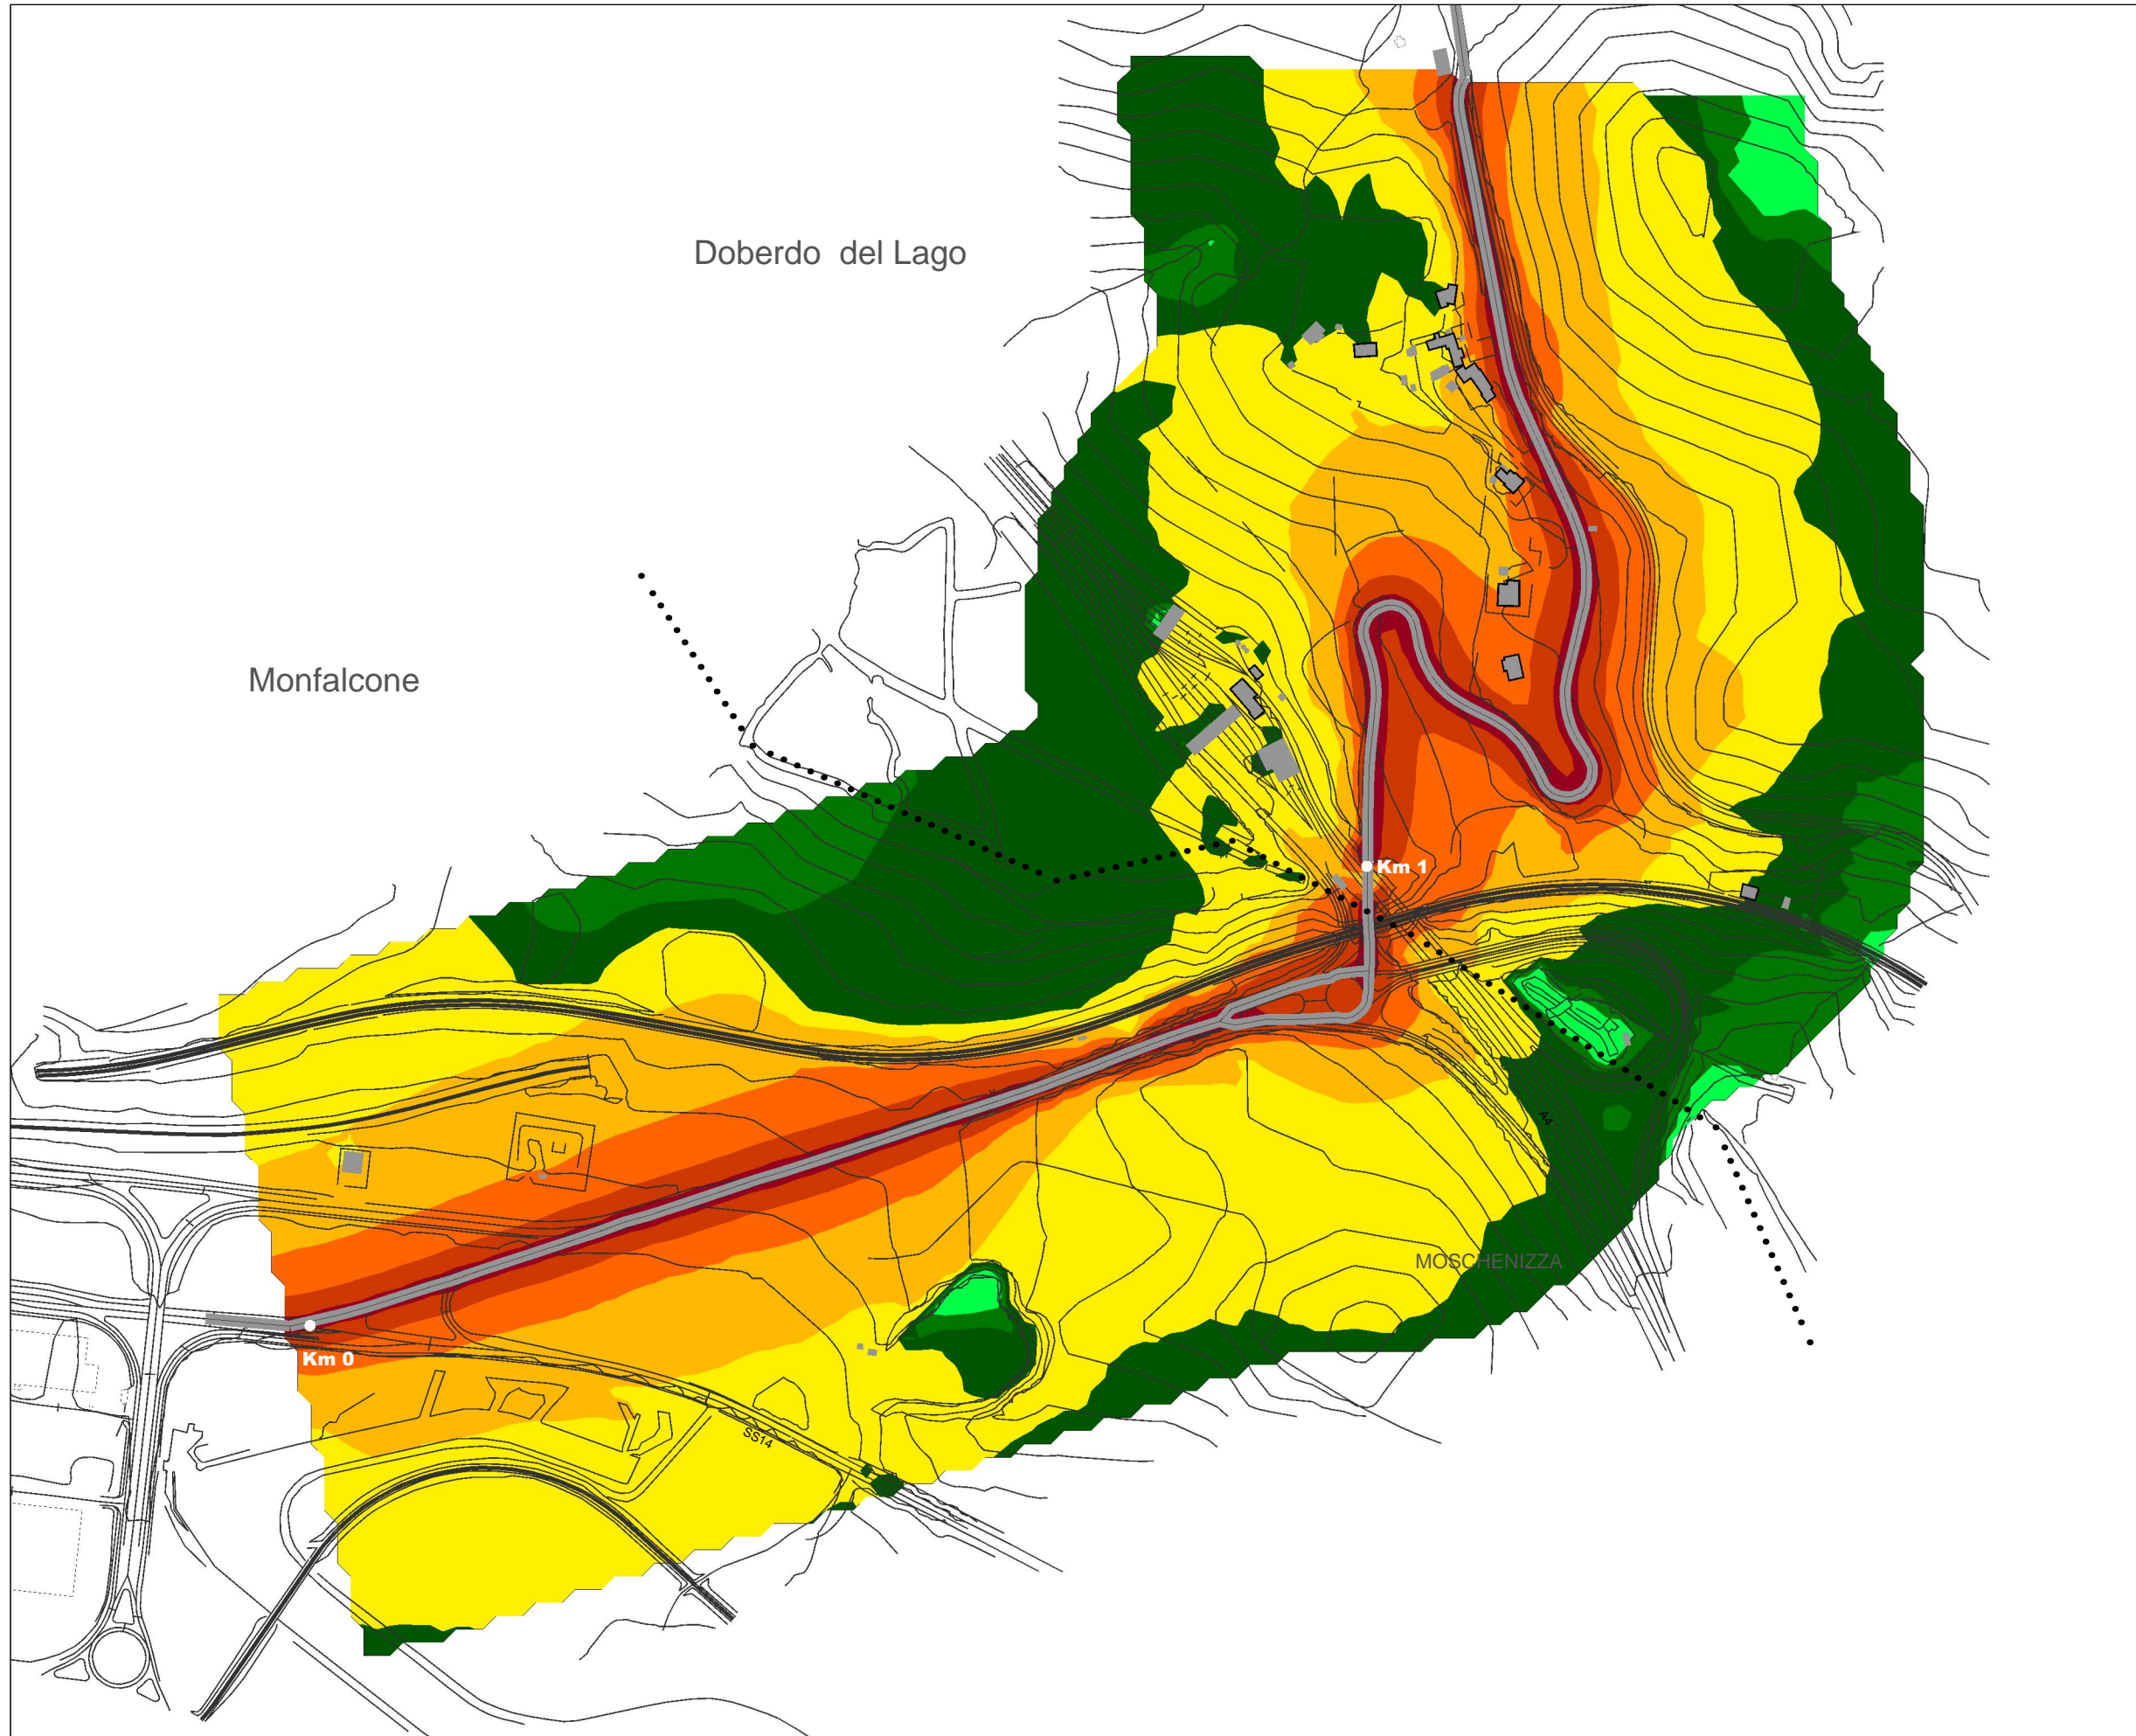 Doberdo del Lago
Monfalcone
Km 1
A4
MOSCHENIZZA
Km 0
SS14